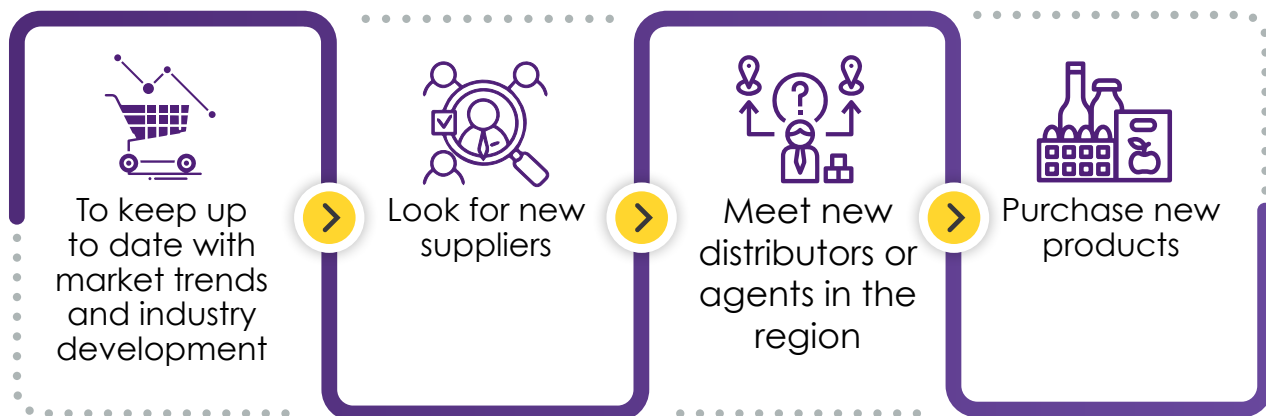 To keep up
to date with
market trends
and industry
development
Look for new
suppliers
Meet new
distributors or
agents in the
region
Purchase new
products